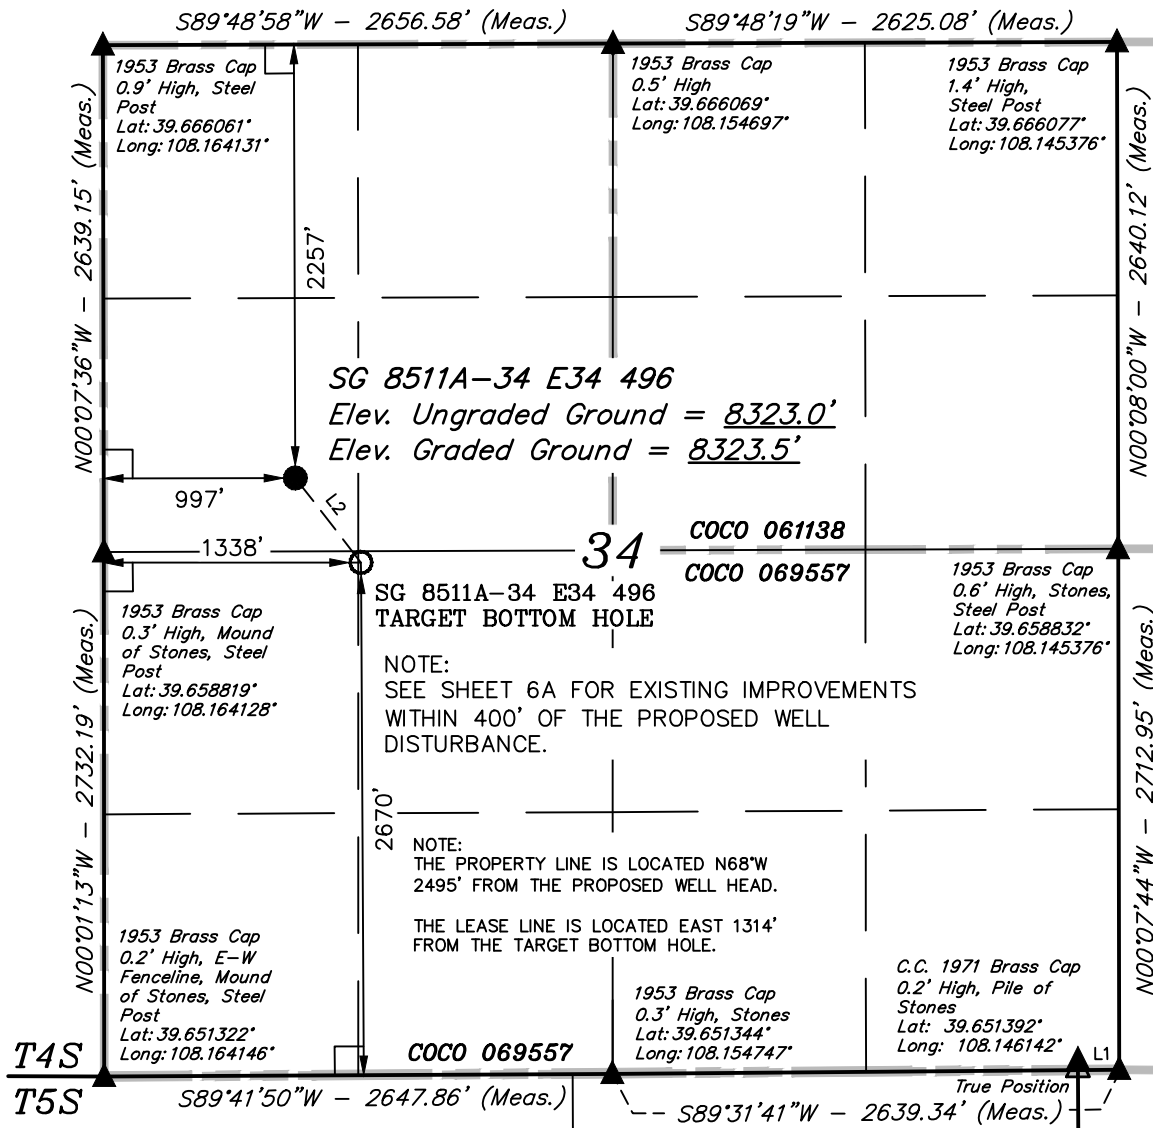 S89°48'58"W - 2656.58' (Meas.)
S89°48'19"W - 2625.08' (Meas.)
1953 Brass Cap
0.9' High, Steel
Post
Lat: 39.666061°
Long: 108.164131°
1953 Brass Cap
0.5' High
Lat: 39.666069°
Long: 108.154697°
1953 Brass Cap
1.4' High,
Steel Post
Lat: 39.666077°
Long: 108.145376°
N00°07'36"W - 2639.15' (Meas.)
2257'
N00°08'00"W - 2640.12' (Meas.)
SG 8511A-34 E34 496
Elev. Ungraded Ground = 8323.0'
Elev. Graded Ground = 8323.5'
997'
L2
1338'
34
COCO 061138
COCO 069557
SG 8511A-34 E34 496
TARGET BOTTOM HOLE
1953 Brass Cap
0.3' High, Mound
of Stones, Steel
Post
Lat: 39.658819°
Long: 108.164128°
1953 Brass Cap
0.6' High, Stones,
Steel Post
Lat: 39.658832°
Long: 108.145376°
NOTE:
SEE SHEET 6A FOR EXISTING IMPROVEMENTS
WITHIN 400' OF THE PROPOSED WELL
DISTURBANCE.
N00°01'13"W - 2732.19' (Meas.)
2670'
N00°07'44"W - 2712.95' (Meas.)
NOTE:
THE PROPERTY LINE IS LOCATED N68°W
2495' FROM THE PROPOSED WELL HEAD.
THE LEASE LINE IS LOCATED EAST 1314'
FROM THE TARGET BOTTOM HOLE.
1953 Brass Cap
0.2' High, E-W
Fenceline, Mound
of Stones, Steel
Post
Lat: 39.651322°
Long: 108.164146°
1953 Brass Cap
0.3' High, Stones
Lat: 39.651344°
Long: 108.154747°
C.C. 1971 Brass Cap
0.2' High, Pile of
Stones
Lat: 39.651392°
Long: 108.146142°
L1
COCO 069557
T4S
T5S
True Position
S89°41'50"W - 2647.86' (Meas.)
S89°31'41"W - 2639.34' (Meas.)